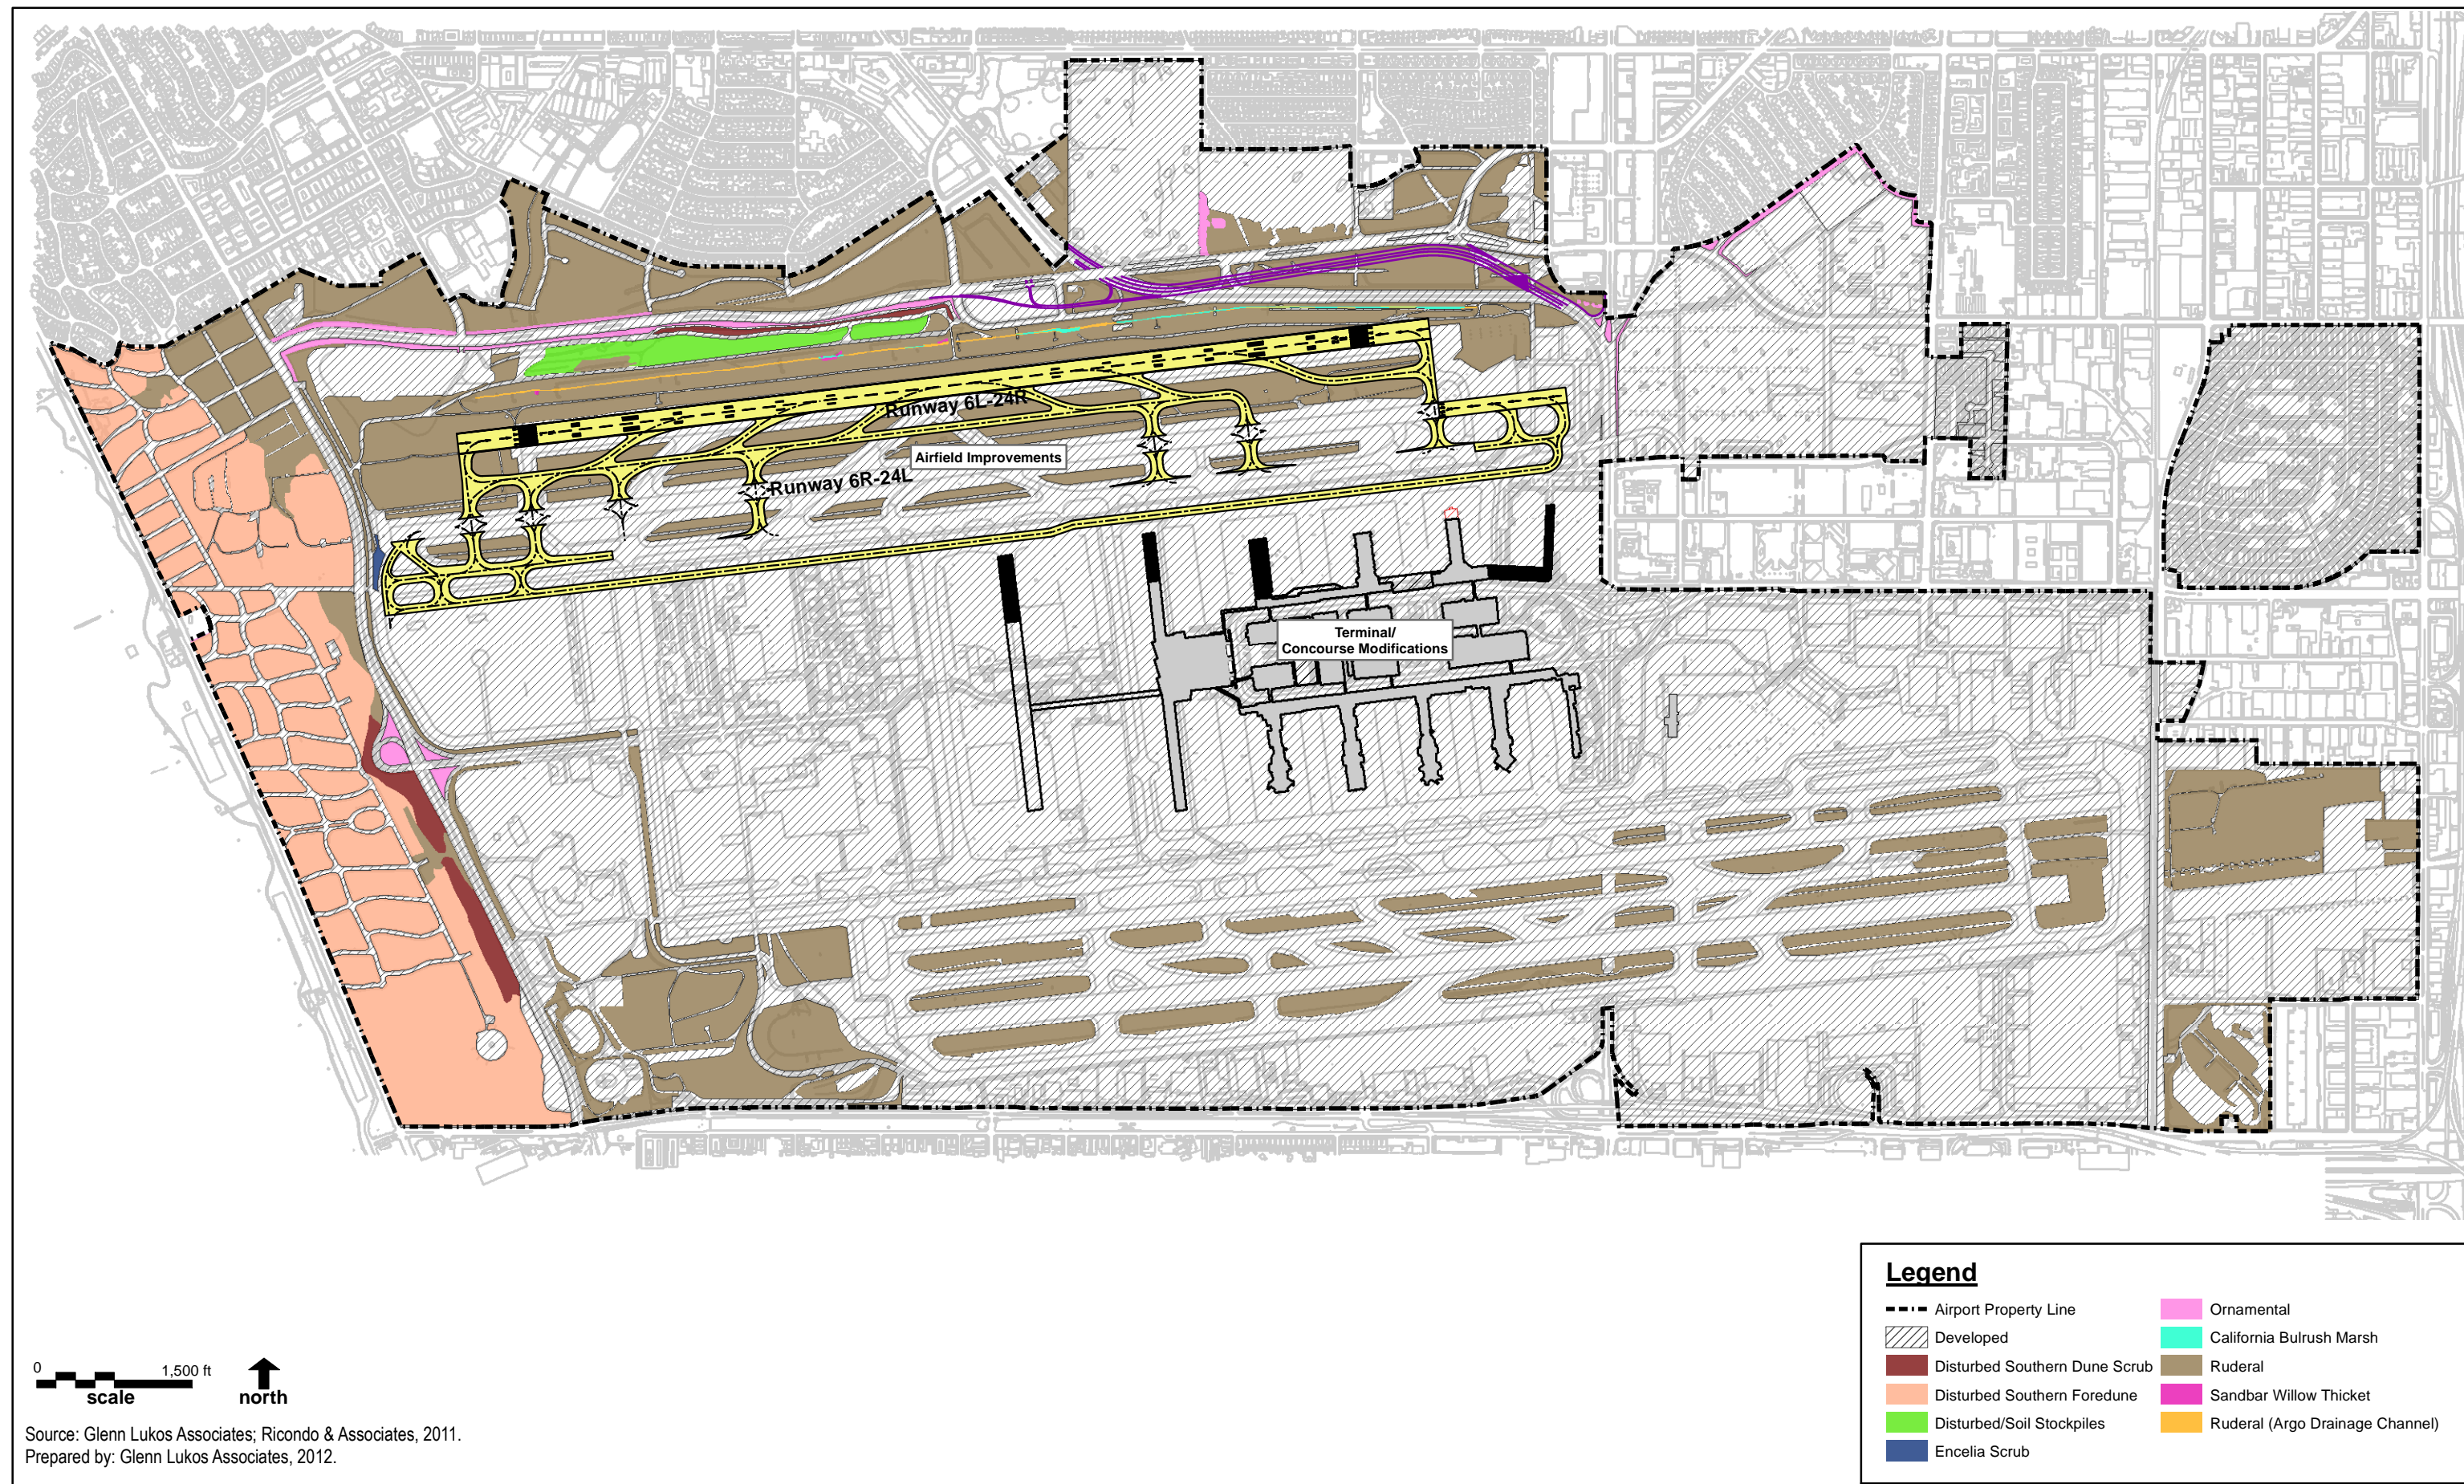 Runway 6L-24R
Airfield Improvements
Runway 6R-24L
Terminal/
Concourse Modifications
Legend
Airport Property Line
Developed
Disturbed Southern Dune Scrub
Disturbed Southern Foredune
Disturbed/Soil Stockpiles
Encelia Scrub
Ornamental
California Bulrush Marsh
Ruderal
Sandbar Willow Thicket
Ruderal (Argo Drainage Channel)
0 1,500 ft
scale
north
Source: Glenn Lukos Associates; Ricondo & Associates, 2011.
Prepared by: Glenn Lukos Associates, 2012.